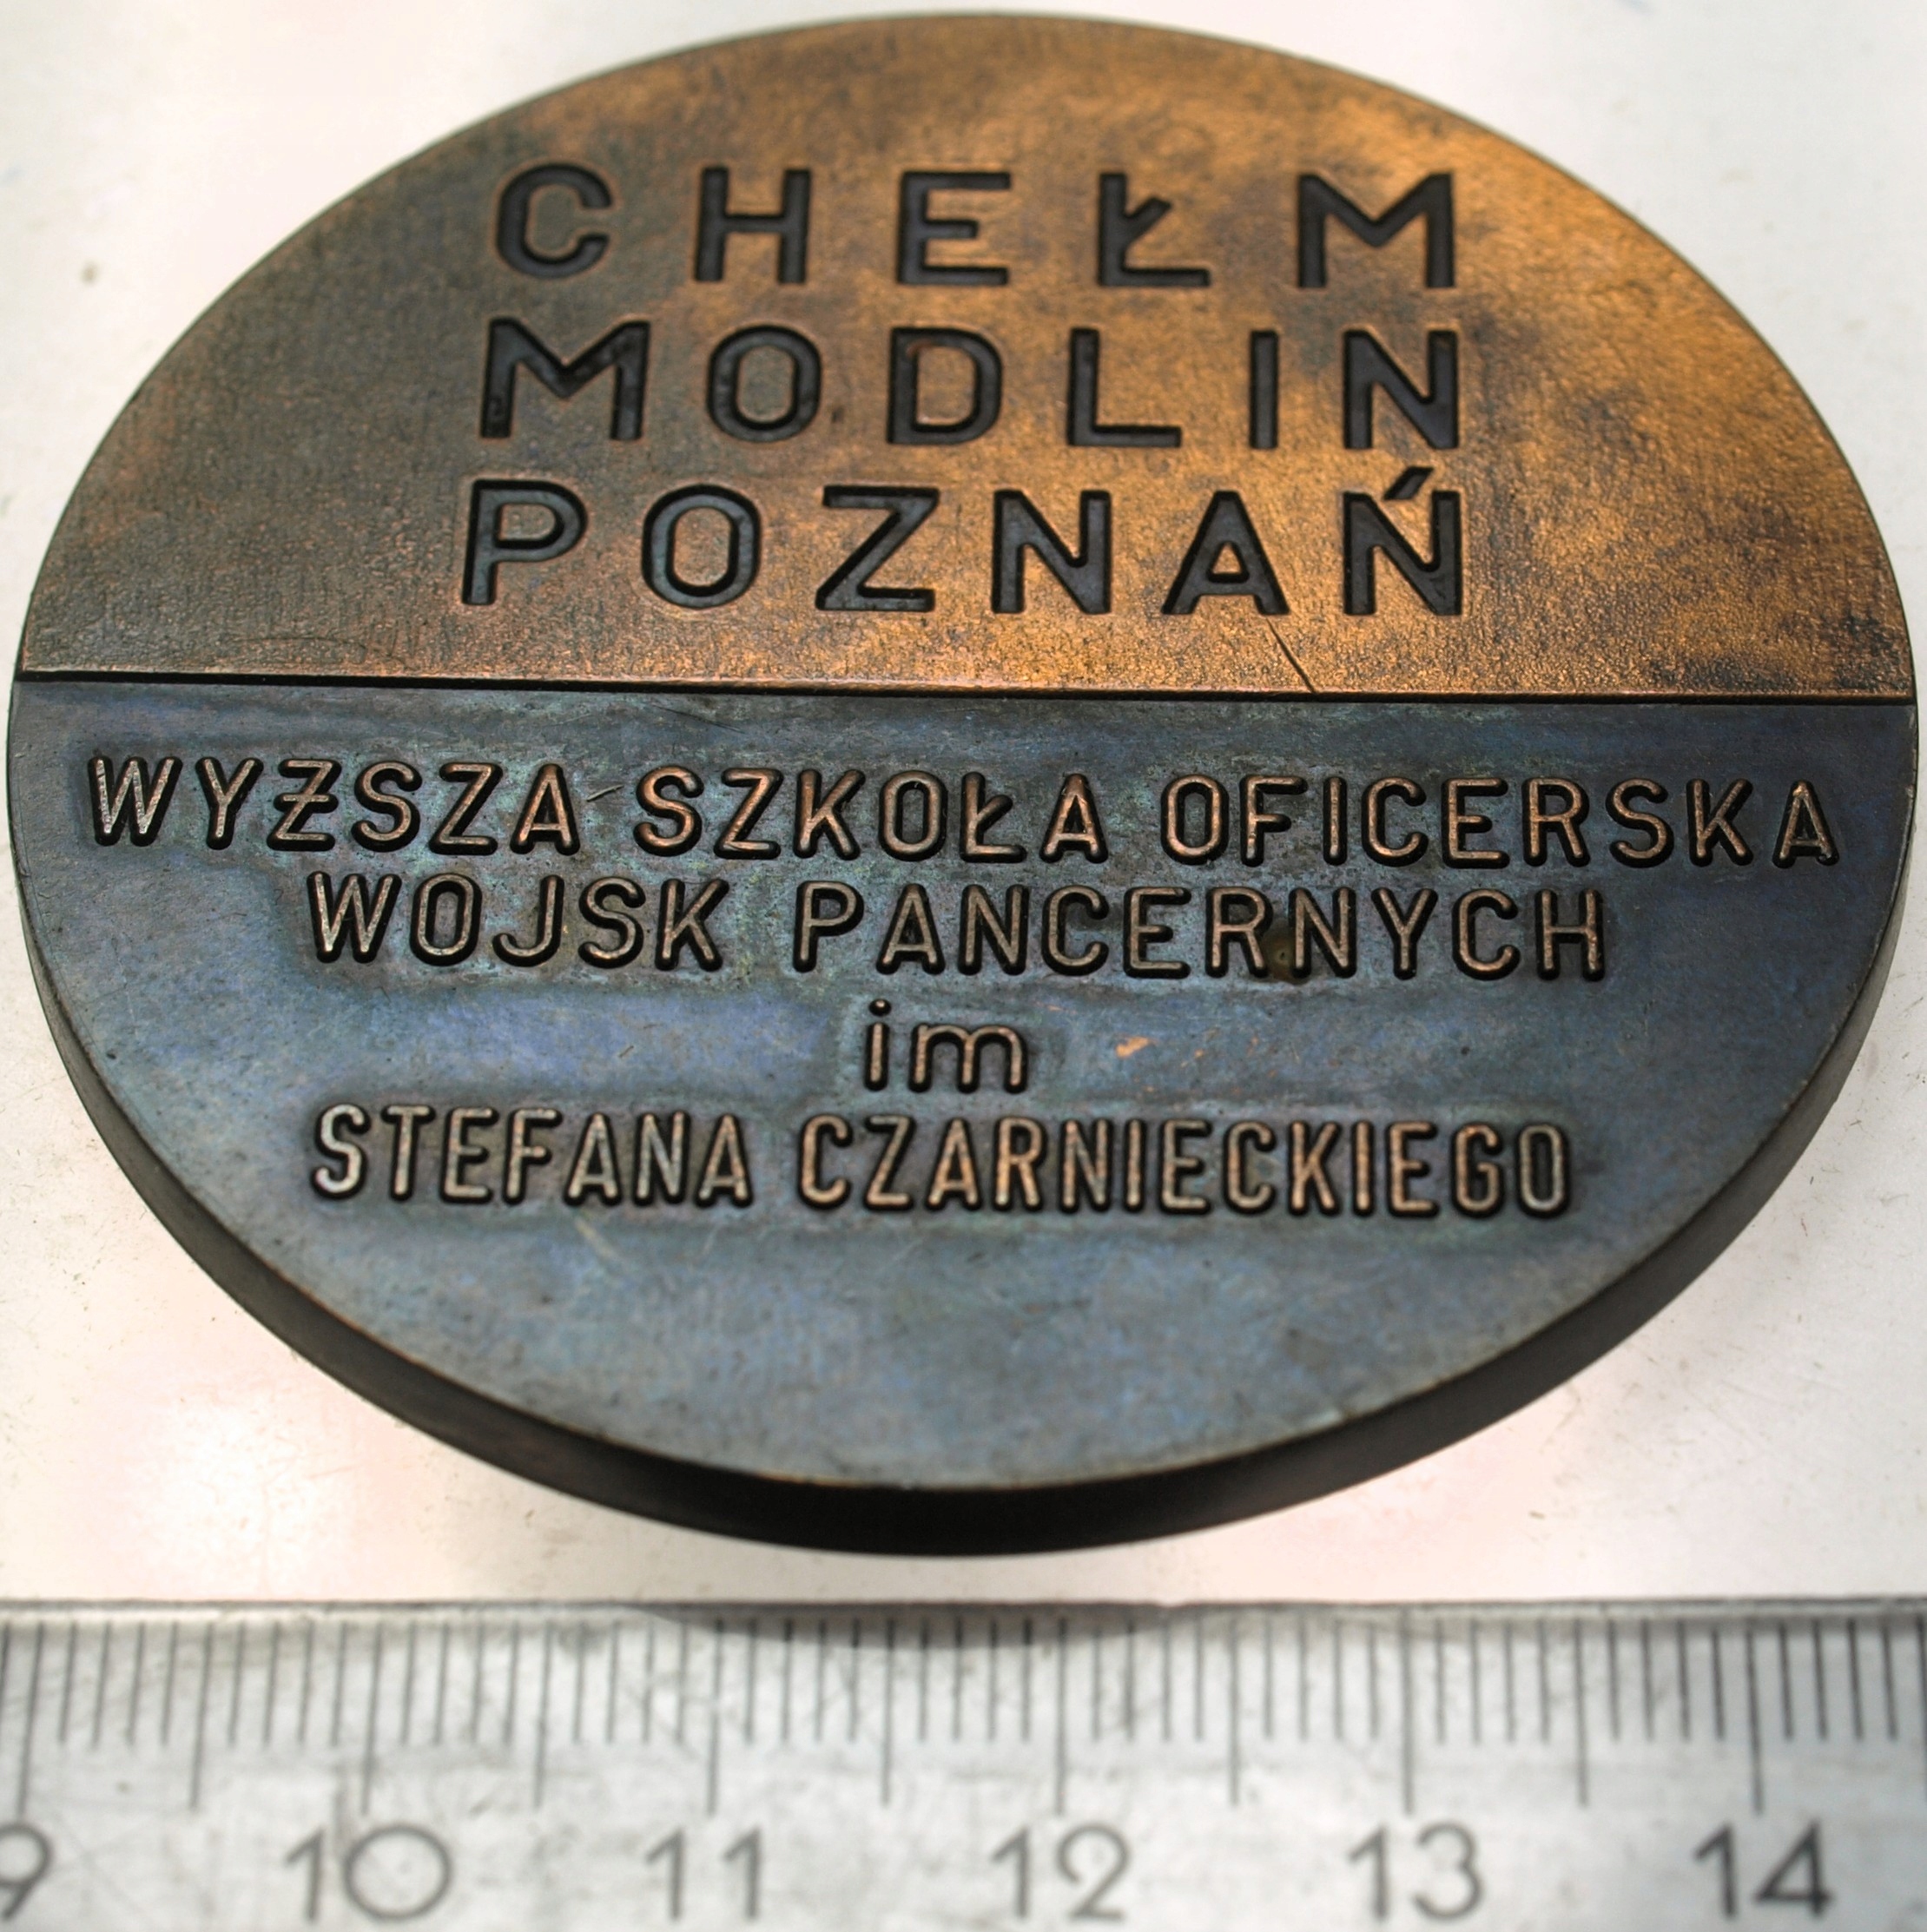 CHEŁM
MODLIN
POZNAŃ
WYŻSZA SZKOŁA OFICERSKA
WOJSK PANCERNYCH
im
STEFANA CZARNIECKIEGO
9 10 11 12 13 14